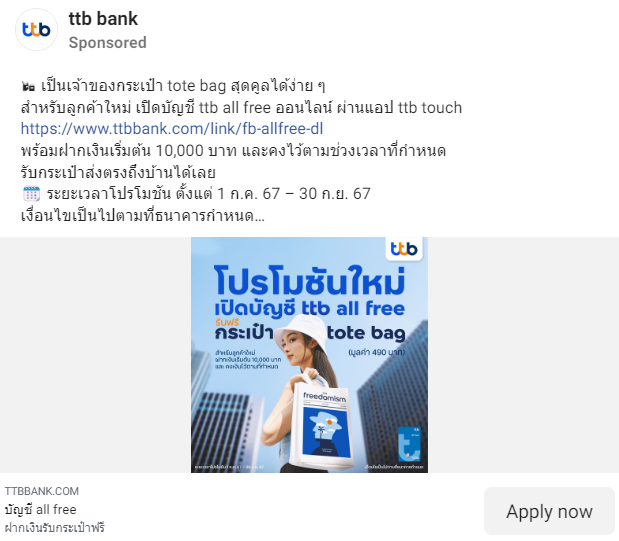 ttb
ttb bank
Sponsored
เป็นเจ้าของกระเป๋า tote bag สุดคูลได้ง่าย ๆ
สำหรับลูกค้าใหม่ เปิดบัญชี ttb all free ออนไลน์ ผ่านแอป ttb touch
https://www.ttbbank.com/link/fb-allfree-dl
พร้อมฝากเงินเริ่มต้น 10,000 บาท และคงไว้ตามช่วงเวลาที่กำหนด
รับกระเป๋าส่งตรงถึงบ้านได้เลย
ระยะเวลาโปรโมชัน ตั้งแต่ 1 ก.ค. 67 – 30 ก.ย. 67
เงื่อนไขเป็นไปตามที่ธนาคารกำหนด...
ttb
โปรโมชันใหม่
เปิดบัญชี ttb all free
รับฟรี
กระเป๋า tote bag
(มูลค่า 490 บาท)
สำหรับลูกค้าใหม่
ฝากเงินเริ่มต้น 10,000 บาท
และ คงเงินไว้ตามที่กำหนด
freedomism
TTBBANK.COM
บัญชี all free
ฝากเงินรับกระเป๋าฟรี
Apply now